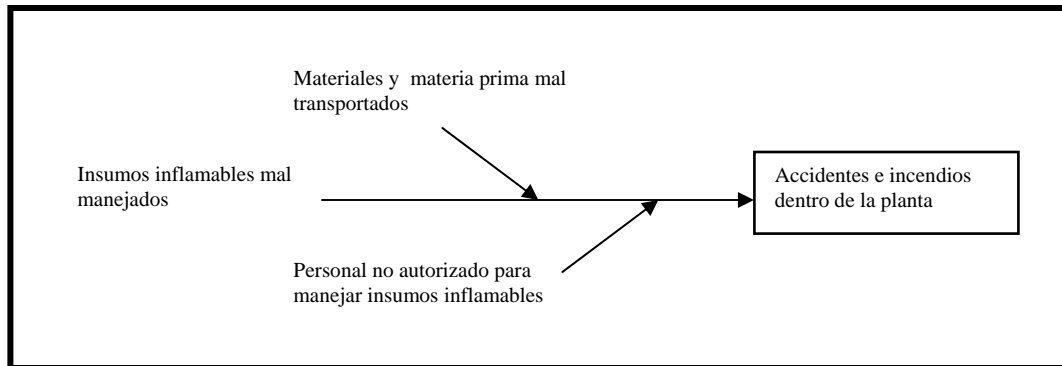 Materiales y  materia prima mal
transportados
Insumos inflamables mal
manejados
Accidentes e incendios
dentro de la planta
Personal no autorizado para
manejar insumos inflamables